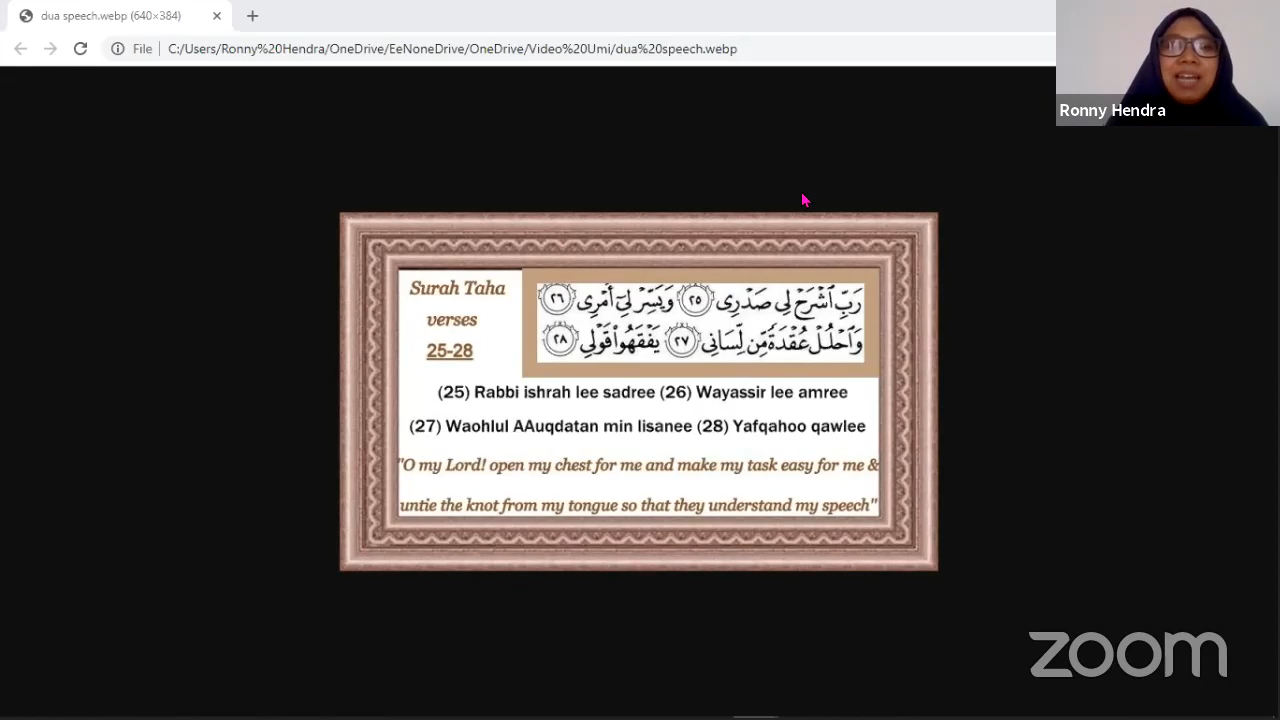 dua speech.webp (640×384)
File C:/Users/Ronny%20Hendra/OneDrive/EeNoneDrive/OneDrive/Video%20Umi/dua%20speech.webp
Ronny Hendra
Surah Taha
verses
25-28
رَبِّ ٱشْرَحْ لِى صَدْرِى ٢٥ وَيَسِّرْ لِىٓ أَمْرِى ٢٦
وَٱحْلُلْ عُقْدَةً مِّن لِّسَانِى ٢٧ يَفْقَهُوا۟ قَوْلِى ٢٨
(25) Rabbi ishrah lee sadree (26) Wayassir lee amree
(27) Waohlul AAuqdatan min lisanee (28) Yafqahoo qawlee
"O my Lord! open my chest for me and make my task easy for me &
untie the knot from my tongue so that they understand my speech"
zoom